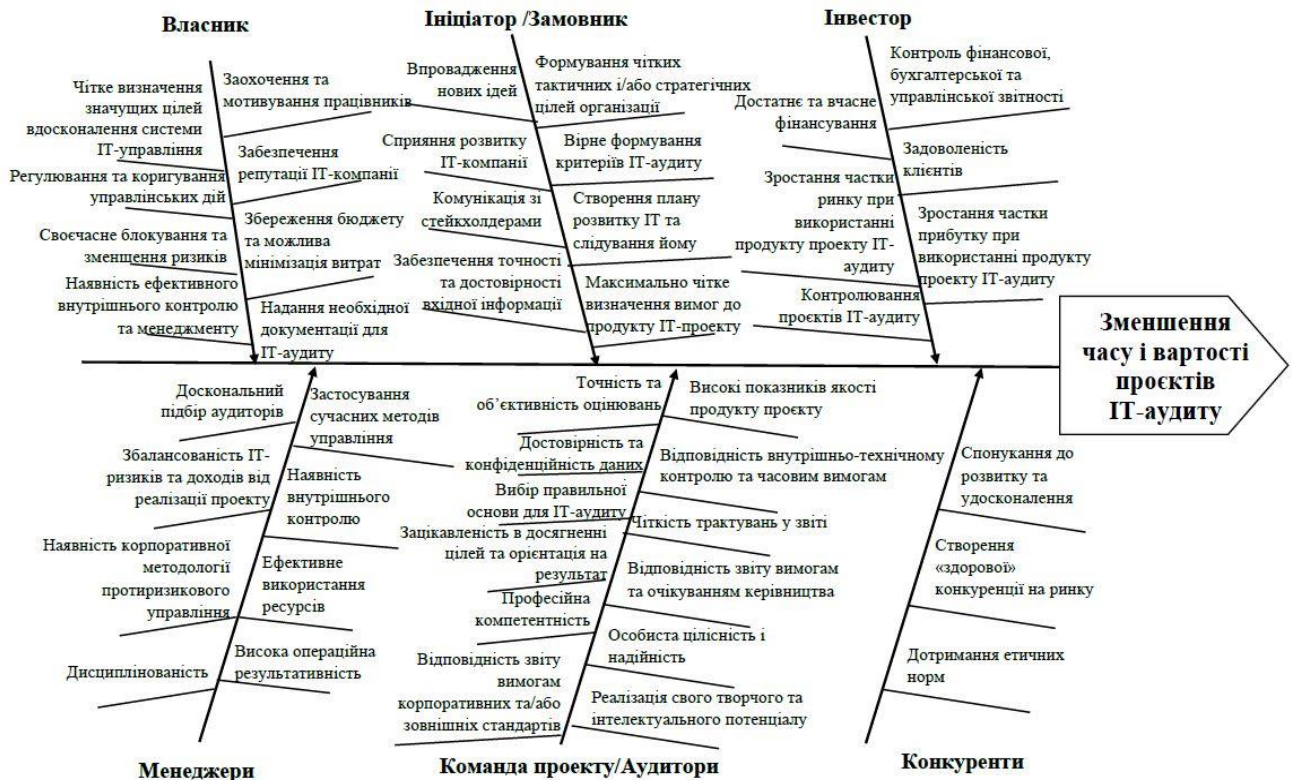 Власник
Чітке визначення
значущих цілей
вдосконалення системи
ІТ-управління
Регулювання та коригування
управлінських дій
Своєчасне блокування та
зменшення ризиків
Наявність ефективного
внутрішнього контролю
та менеджменту
Заохочення та
мотивування працівників
Забезпечення
репутації ІТ-компанії
Збереження бюджету
та можлива
мінімізація витрат
Надання необхідної
документації для
ІТ-аудиту
Ініціатор /Замовник
Впровадження
нових ідей
Сприяння розвитку
ІТ-компанії
Комунікація зі
стейкхолдерами
Забезпечення точності
та достовірності
вхідної інформації
Формування чітких
тактичних і/або стратегічних
цілей організації
Вірне формування
критеріїв ІТ-аудиту
Створення плану
розвитку ІТ та
слідування йому
Максимально чітке
визначення вимог до
продукту ІТ-проекту
Інвестор
Достатнє та вчасне
фінансування
Зростання частки
ринку при
використанні
продукту проекту ІТ-
аудиту
Контролювання
проєктів ІТ-аудиту
Контроль фінансової,
бухгалтерської та
управлінської звітності
Задоволеність
клієнтів
Зростання частки
прибутку при
використанні продукту
проекту ІТ-аудиту
Зменшення
часу і вартості
проєктів
ІТ-аудиту
Доскональний
підбір аудиторів
Збалансованість ІТ-
ризиків та доходів від
реалізації проекту
Наявність корпоративної
методології
протиризикового
управління
Дисциплінованість
Застосування
сучасних методів
управління
Наявність
внутрішнього
контролю
Ефективне
використання
ресурсів
Висока операційна
результативність
Менеджери
Точність та
об’єктивність оцінювань
Достовірність та
конфіденційність даних
Вибір правильної
основи для ІТ-аудиту
Зацікавленість в досягненні
цілей та орієнтація на
результат
Професійна
компетентність
Відповідність звіту
вимогам
корпоративних та/або
зовнішніх стандартів
Високі показників якості
продукту проєкту
Відповідність внутрішньо-технічному
контролю та часовим вимогам
Чіткість трактувань у звіті
Відповідність звіту вимогам
та очікуванням керівництва
Особиста цілісність і
надійність
Реалізація свого творчого та
інтелектуального потенціалу
Команда проекту/Аудитори
Спонукання до
розвитку та
удосконалення
Створення
«здорової»
конкуренції на ринку
Дотримання етичних
норм
Конкуренти